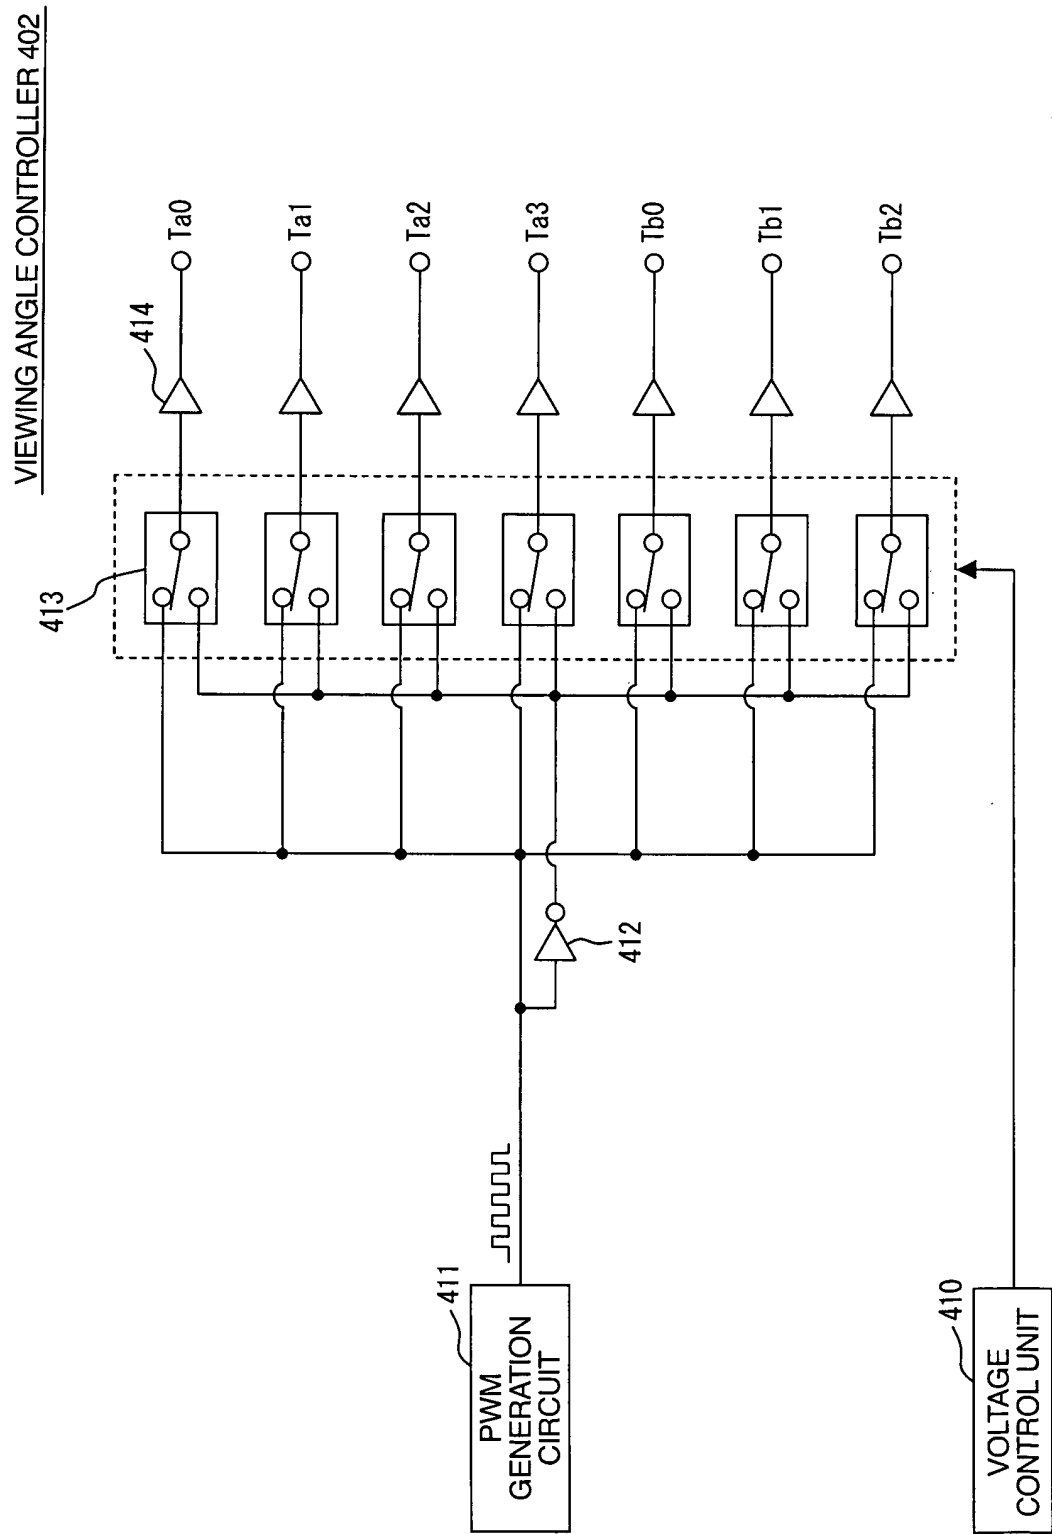 VIEWING ANGLE CONTROLLER 402
414
Ta0
Ta1
Ta2
Ta3
Tb0
Tb1
Tb2
413
412
411
PWM
GENERATION
CIRCUIT
410
VOLTAGE
CONTROL UNIT